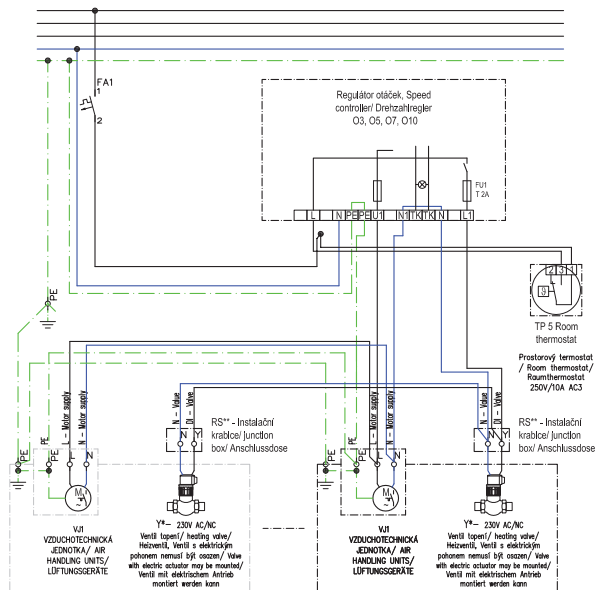 FA1
1
2
Regulátor otáček, Speed
controller/ Drehzahlregler
O3, O5, O7, O10
FU1
T 2A
L N PE PE U1 N1 TK TK N L1
2 3 1
ϑ
TP 5 Room
thermostat
Prostorový termostat
/ Room thermostat/
Raumthermostat
250V/10A AC3
PE
PE
PE
L - Motor supply
N - Motor supply
N - Value
DI - Valve
PE
L - Motor supply
N - Motor supply
N - Value
DI - Valve
L N
N Y
RS** - Instalační
krabice/ junction
box/ Anschlussdose
PE
L N
N Y
RS** - Instalační
krabice/ junction
box/ Anschlussdose
M
~
VJ1
VZDUCHOTECHNICKÁ
JEDNOTKA/ AIR
HANDLING UNITS/
LÜFTUNGSGERÄTE
Y*- 230V AC/NC
Ventil topení/ heating valve/
Heizventil, Ventil s elektrickým
pohonem nemusí být osazen/ Valve
with electric actuator may be mounted/
Ventil mit elektrischem Antrieb
montiert werden kann
M
~
VJ1
VZDUCHOTECHNICKÁ
JEDNOTKA/ AIR
HANDLING UNITS/
LÜFTUNGSGERÄTE
Y*- 230V AC/NC
Ventil topení/ heating valve/
Heizventil, Ventil s elektrickým
pohonem nemusí být osazen/ Valve
with electric actuator may be mounted/
Ventil mit elektrischem Antrieb
montiert werden kann